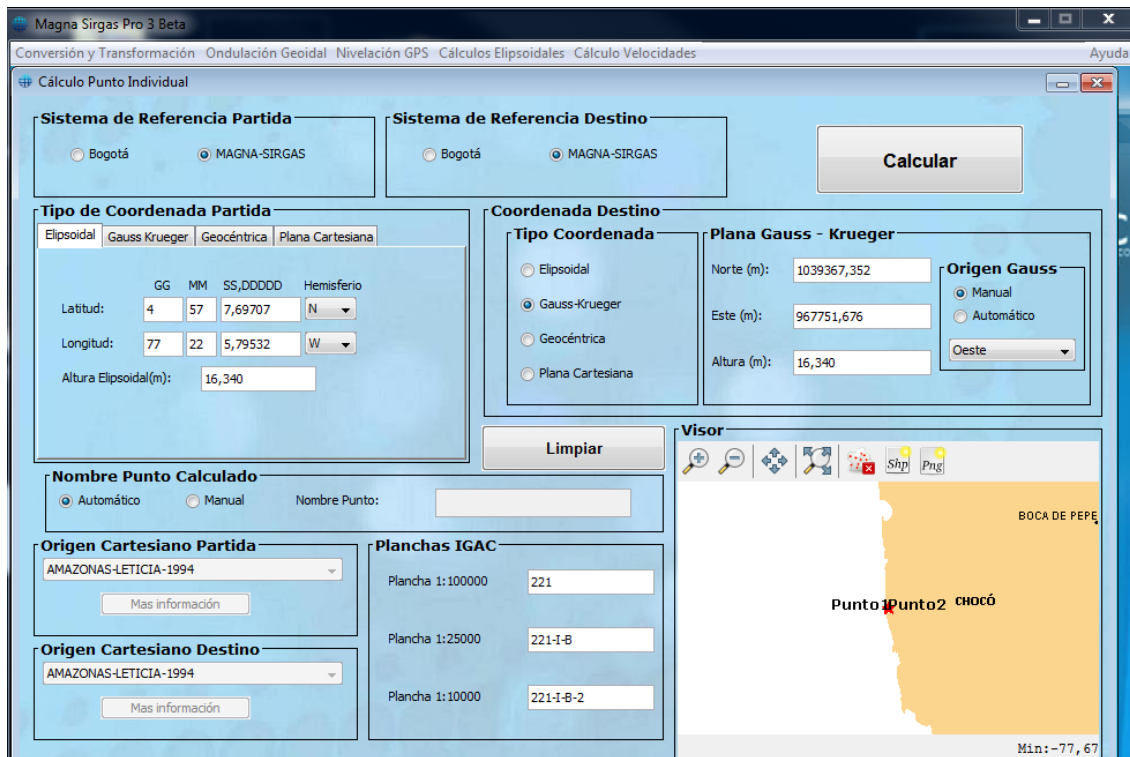 Magna Sirgas Pro 3 Beta
Conversión y Transformación Ondulación Geoidal Nivelación GPS Cálculos Elipsoidales Cálculo Velocidades Ayuda
Cálculo Punto Individual
Sistema de Referencia Partida
Bogotá MAGNA-SIRGAS
Sistema de Referencia Destino
Bogotá MAGNA-SIRGAS
Calcular
Tipo de Coordenada Partida
Elipsoidal Gauss Krueger Geocéntrica Plana Cartesiana
GG MM SS,DDDDD Hemisferio
Latitud: 4 57 7,69707 N
Longitud: 77 22 5,79532 W
Altura Elipsoidal(m): 16,340
Coordenada Destino
Tipo Coordenada
Elipsoidal
Gauss-Krueger
Geocéntrica
Plana Cartesiana
Plana Gauss - Krueger
Norte (m): 1039367,352
Este (m): 967751,676
Altura (m): 16,340
Origen Gauss
Manual
Automático
Oeste
Limpiar
Nombre Punto Calculado
Automático Manual Nombre Punto:
Origen Cartesiano Partida
AMAZONAS-LETICIA-1994
Mas información
Origen Cartesiano Destino
AMAZONAS-LETICIA-1994
Mas información
Planchas IGAC
Plancha 1:100000 221
Plancha 1:25000 221-I-B
Plancha 1:10000 221-I-B-2
Visor
Shp Png
BOCA DE PEPE
Punto1Punto2 CHOCÓ
Min:-77,67